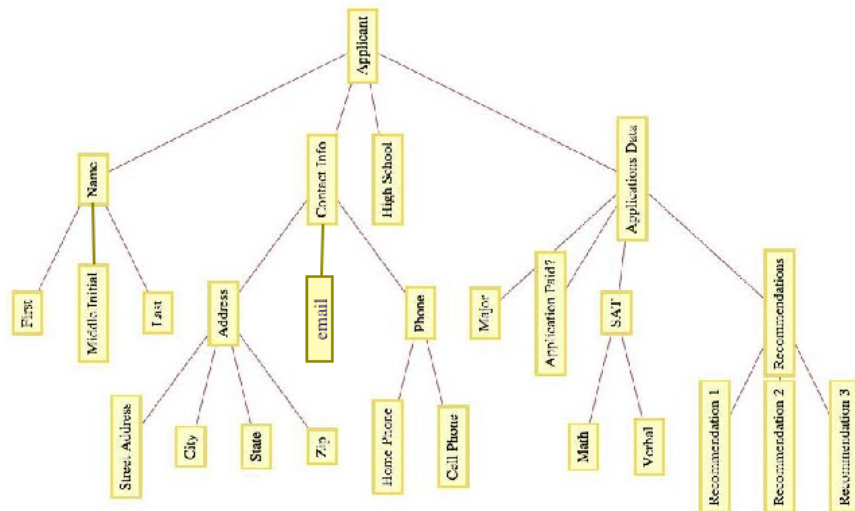 Applicant
Name
Contact Info
High School
Applications Data
First
Middle Initial
Last
Address
email
Phone
Major
Application Paid?
SAT
Recommendations
Street Address
City
State
Zip
Home Phone
Cell Phone
Math
Verbal
Recommendation 1
Recommendation 2
Recommendation 3